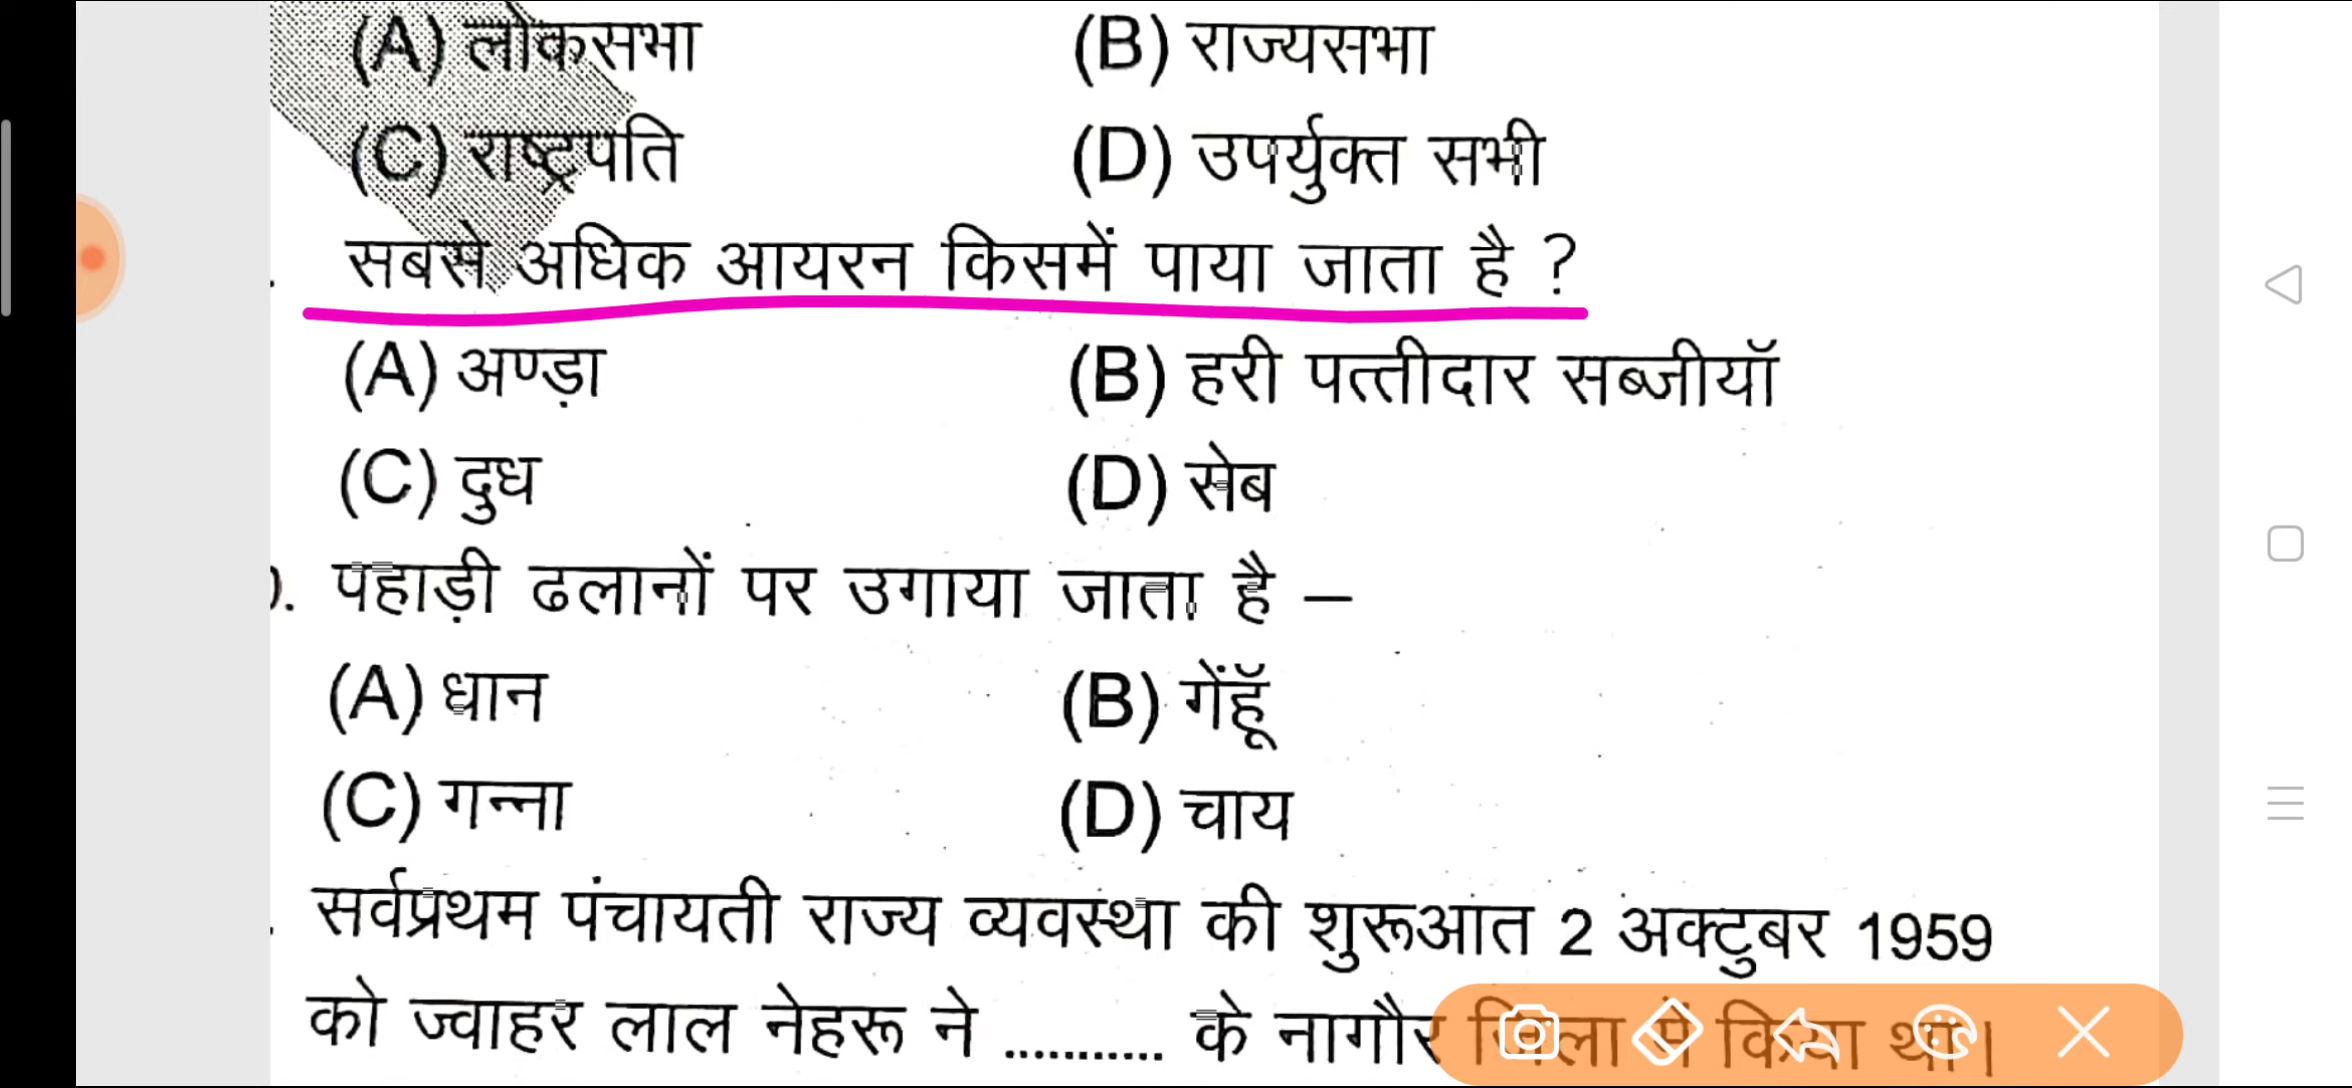 (A) लोकसभा (B) राज्यसभा
(C) राष्ट्रपति (D) उपर्युक्त सभी
. सबसे अधिक आयरन किसमें पाया जाता है ?
(A) अण्ड़ा (B) हरी पत्तीदार सब्जीयॉ
(C) दुध (D) सेब
. पहाड़ी ढलानों पर उगाया जाता है –
(A) धान (B) गेंहूॅ
(C) गन्ना (D) चाय
. सर्वप्रथम पंचायती राज्य व्यवस्था की शुरूआत 2 अक्टुबर 1959
को ज्वाहर लाल नेहरू ने ........... के नागौर जिला में किया था।